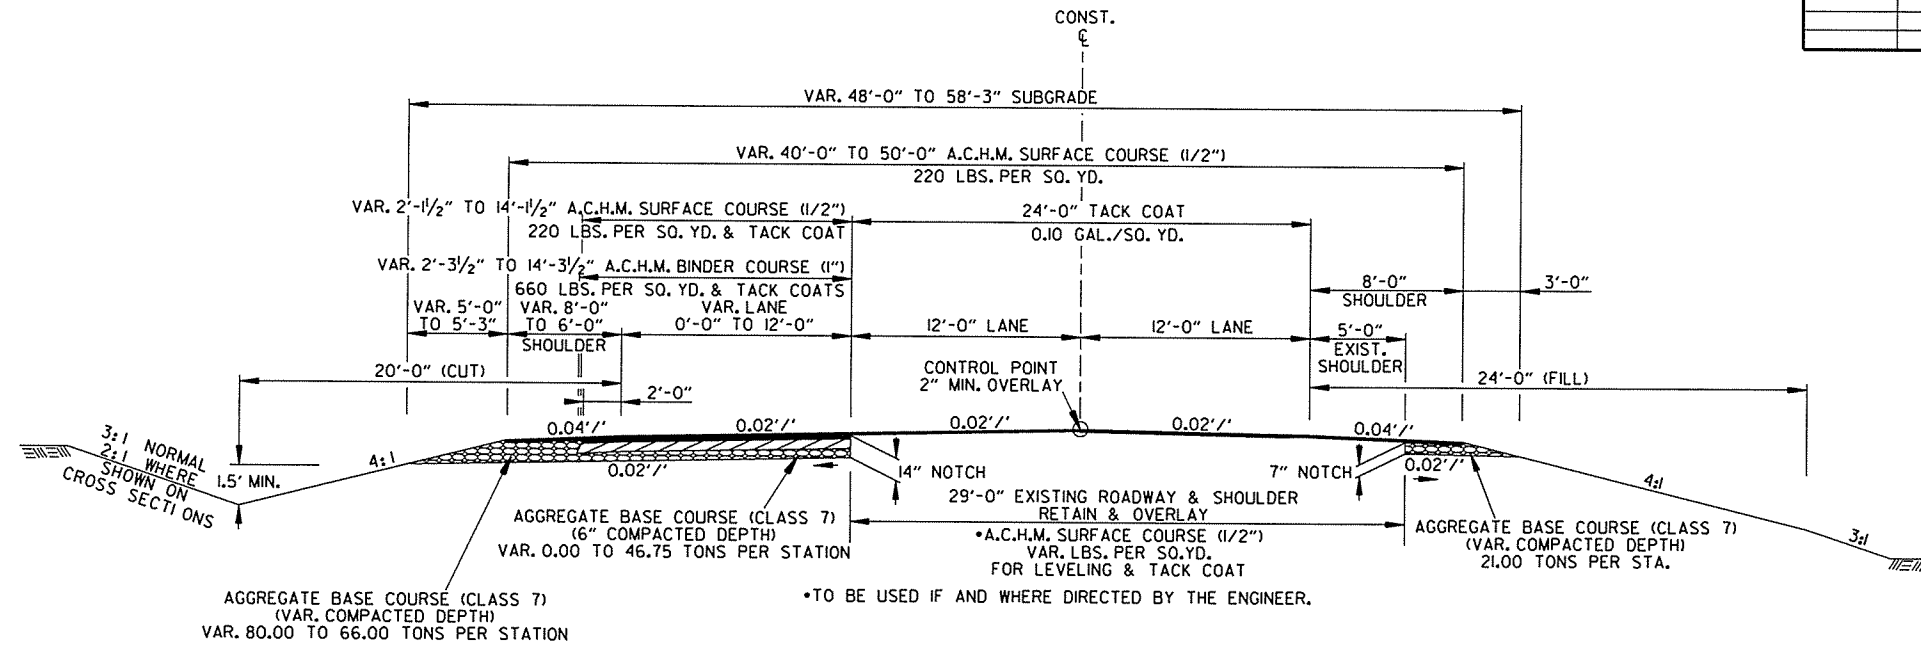 CONST.
℄
VAR. 48'-0" TO 58'-3" SUBGRADE
VAR. 40'-0" TO 50'-0" A.C.H.M. SURFACE COURSE (1/2")
220 LBS. PER SQ. YD.
VAR. 2'-1½" TO 14'-1½" A.C.H.M. SURFACE COURSE (1/2")
220 LBS. PER SQ. YD. & TACK COAT
24'-0" TACK COAT
0.10 GAL./SQ. YD.
VAR. 2'-3½" TO 14'-3½" A.C.H.M. BINDER COURSE (1")
660 LBS. PER SQ. YD. & TACK COATS
VAR. 5'-0"
TO 5'-3"
VAR. 8'-0"
TO 6'-0"
SHOULDER
VAR. LANE
0'-0" TO 12'-0"
12'-0" LANE
12'-0" LANE
8'-0"
SHOULDER
3'-0"
5'-0"
EXIST.
SHOULDER
20'-0" (CUT)
2'-0"
CONTROL POINT
2" MIN. OVERLAY
24'-0" (FILL)
0.04'/'
0.02'/'
0.02'/'
0.02'/'
0.04'/'
3:1 NORMAL
2:1 WHERE
SHOWN ON
CROSS SECTIONS
1.5' MIN.
4:1
0.02'/'
14" NOTCH
7" NOTCH
0.02'/'
4:1
3:1
29'-0" EXISTING ROADWAY & SHOULDER
RETAIN & OVERLAY
•A.C.H.M. SURFACE COURSE (1/2")
VAR. LBS. PER SQ.YD.
FOR LEVELING & TACK COAT
•TO BE USED IF AND WHERE DIRECTED BY THE ENGINEER.
AGGREGATE BASE COURSE (CLASS 7)
(6" COMPACTED DEPTH)
VAR. 0.00 TO 46.75 TONS PER STATION
AGGREGATE BASE COURSE (CLASS 7)
(VAR. COMPACTED DEPTH)
21.00 TONS PER STA.
AGGREGATE BASE COURSE (CLASS 7)
(VAR. COMPACTED DEPTH)
VAR. 80.00 TO 66.00 TONS PER STATION